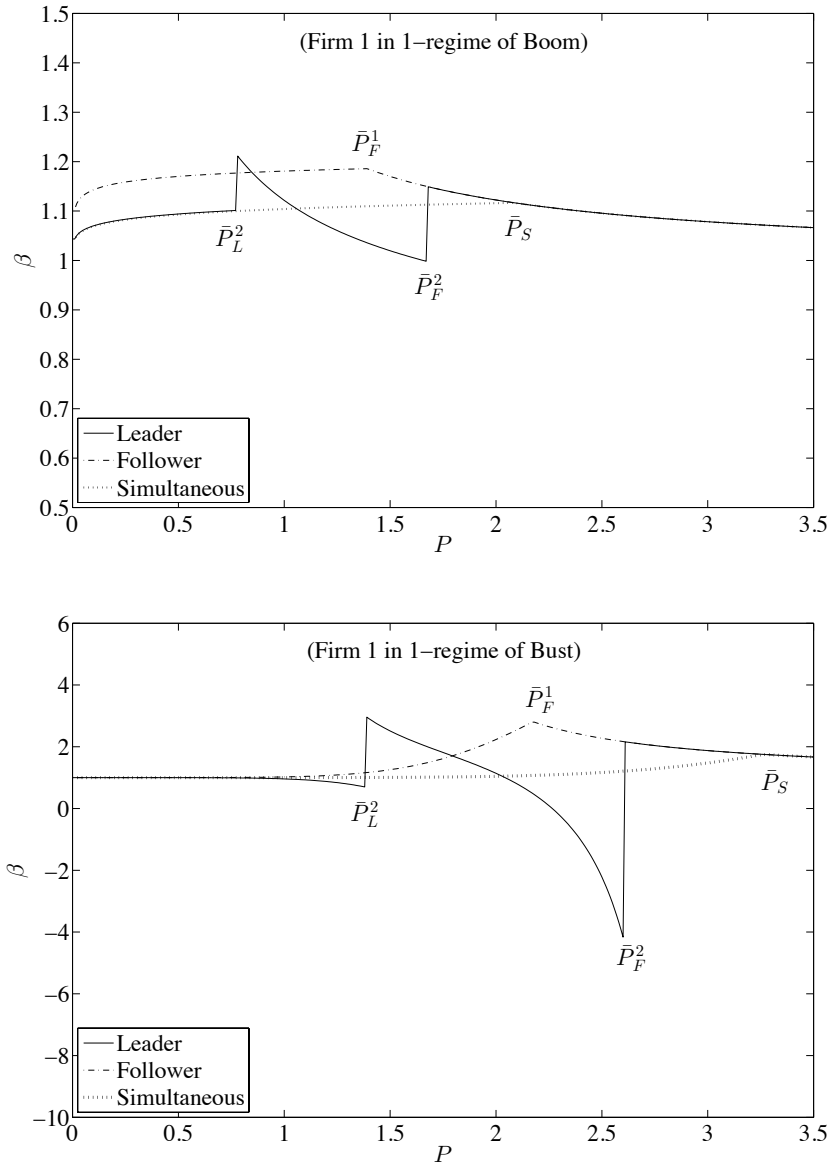 (Firm 1 in 1−regime of Boom)
1.5
1.4
1.3
1.2
1.1
1
0.9
0.8
0.7
0.6
0.5
β
P̄_F^1
P̄_L^2
P̄_S
P̄_F^2
Leader
Follower
Simultaneous
0 0.5 1 1.5 2 2.5 3 3.5
P
(Firm 1 in 1−regime of Bust)
6
4
2
0
−2
−4
−6
−8
−10
β
P̄_F^1
P̄_S
P̄_L^2
P̄_F^2
Leader
Follower
Simultaneous
0 0.5 1 1.5 2 2.5 3 3.5
P